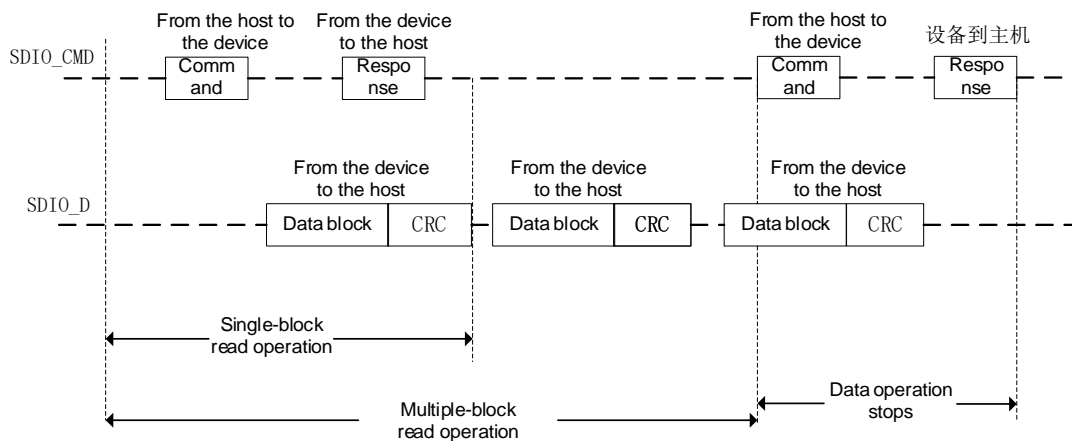 From the host to
the device
From the device
to the host
From the host to
the device
设备到主机
SDIO_CMD
Comm
and
Respo
nse
Comm
and
Respo
nse
From the device
to the host
From the device
to the host
From the device
to the host
SDIO_D
Data block
CRC
Data block
CRC
Data block
CRC
Single-block
read operation
Multiple-block
read operation
Data operation
stops